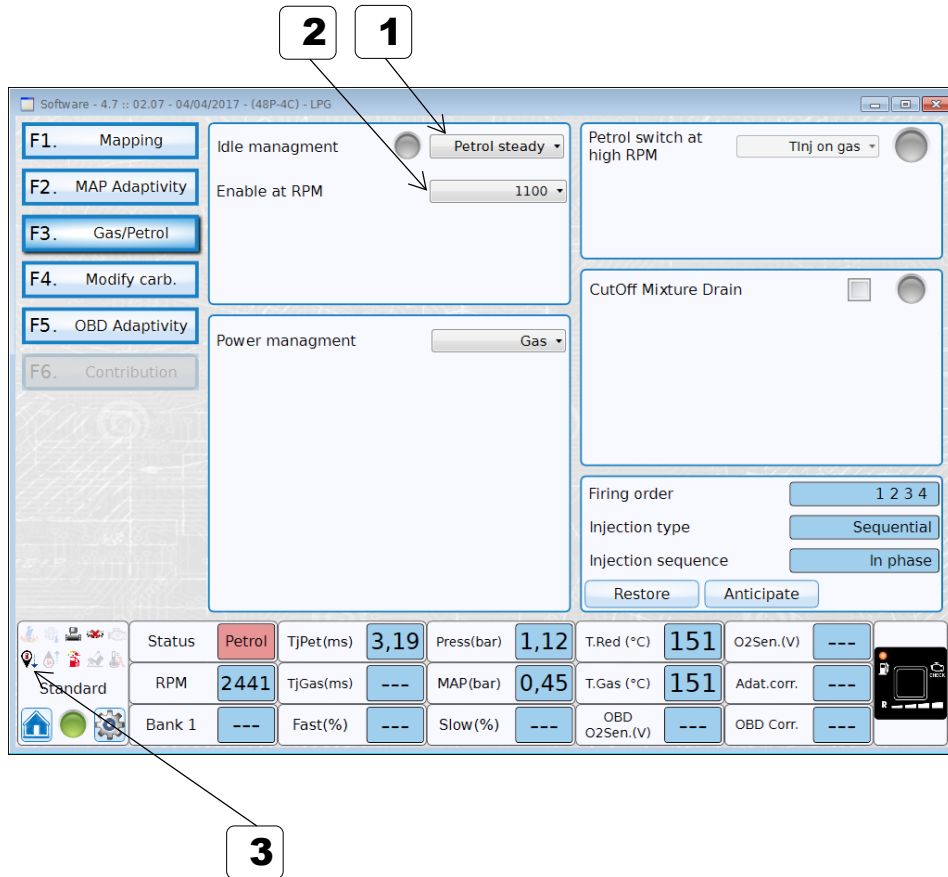 2 1
Software - 4.7 :: 02.07 - 04/04/2017 - (48P-4C) - LPG
F1. Mapping
F2. MAP Adaptivity
F3. Gas/Petrol
F4. Modify carb.
F5. OBD Adaptivity
F6. Contribution
Idle managment Petrol steady
Enable at RPM 1100
Power managment Gas
Petrol switch at
high RPM
TInj on gas
CutOff Mixture Drain
Firing order 1 2 3 4
Injection type Sequential
Injection sequence In phase
Restore Anticipate
Standard
Status Petrol TjPet(ms) 3,19 Press(bar) 1,12 T.Red (°C) 151 O2Sen.(V) ---
RPM 2441 TjGas(ms) --- MAP(bar) 0,45 T.Gas (°C) 151 Adat.corr. ---
Bank 1 --- Fast(%) --- Slow(%) --- OBD O2Sen.(V) --- OBD Corr. ---
CHECK
R
3